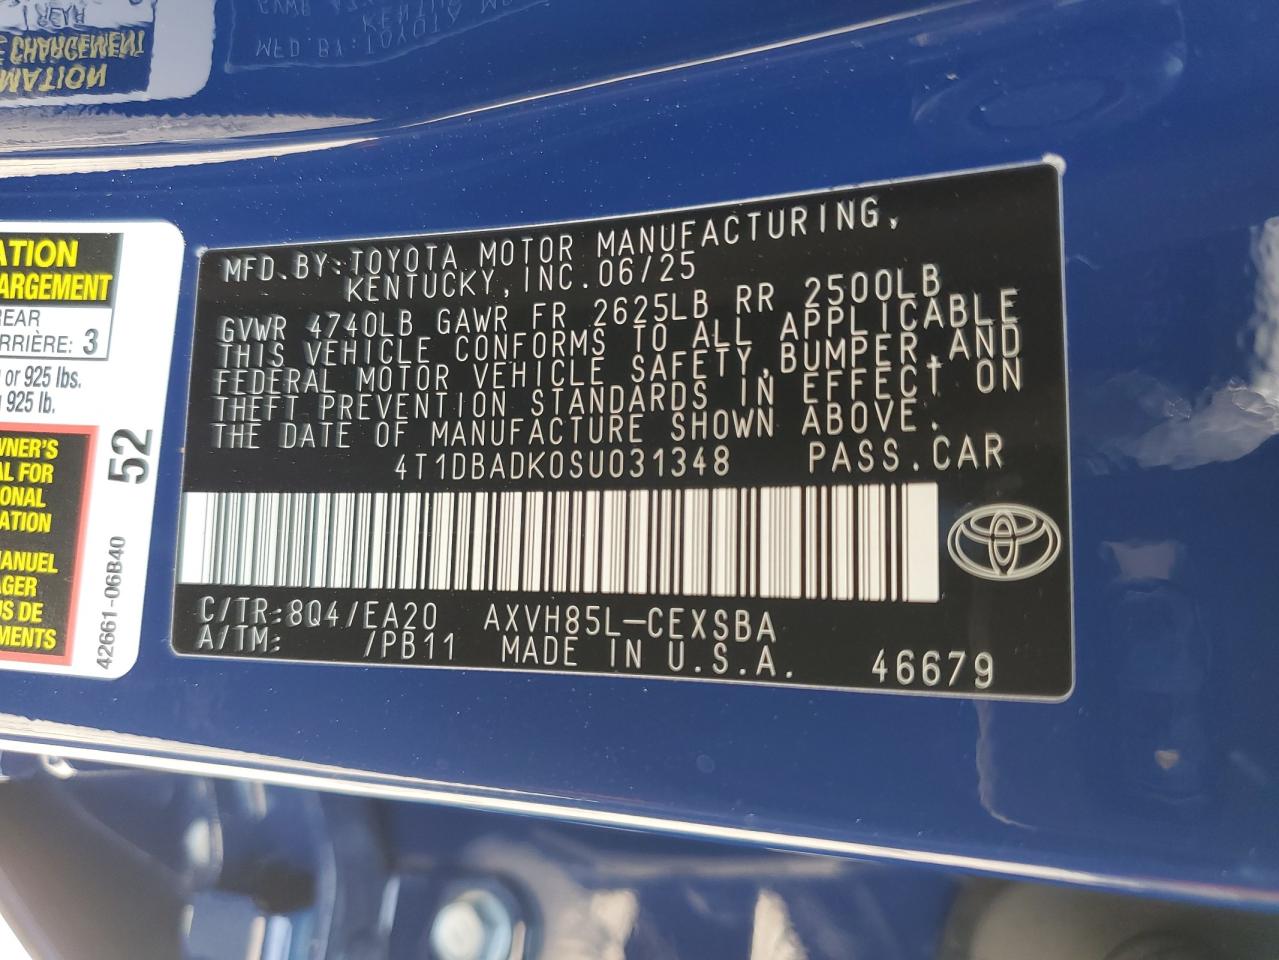 ATION
ARGEMENT
REAR
RRIÈRE: 3
or 925 lbs.
925 lb.
WNER'S
AL FOR
ONAL
ATION
MANUEL
AGER
US DE
MENTS
52
42661-06B40
MFD.BY:TOYOTA MOTOR MANUFACTURING,
KENTUCKY,INC.06/25
GVWR 4740LB GAWR FR 2625LB RR 2500LB
THIS VEHICLE CONFORMS TO ALL APPLICABLE
FEDERAL MOTOR VEHICLE SAFETY,BUMPER,AND
THEFT PREVENTION STANDARDS IN EFFECT ON
THE DATE OF MANUFACTURE SHOWN ABOVE.
4T1DBADK0SU031348 PASS.CAR
C/TR:8Q4/EA20 AXVH85L-CEXSBA
A/TM: /PB11 MADE IN U.S.A. 46679